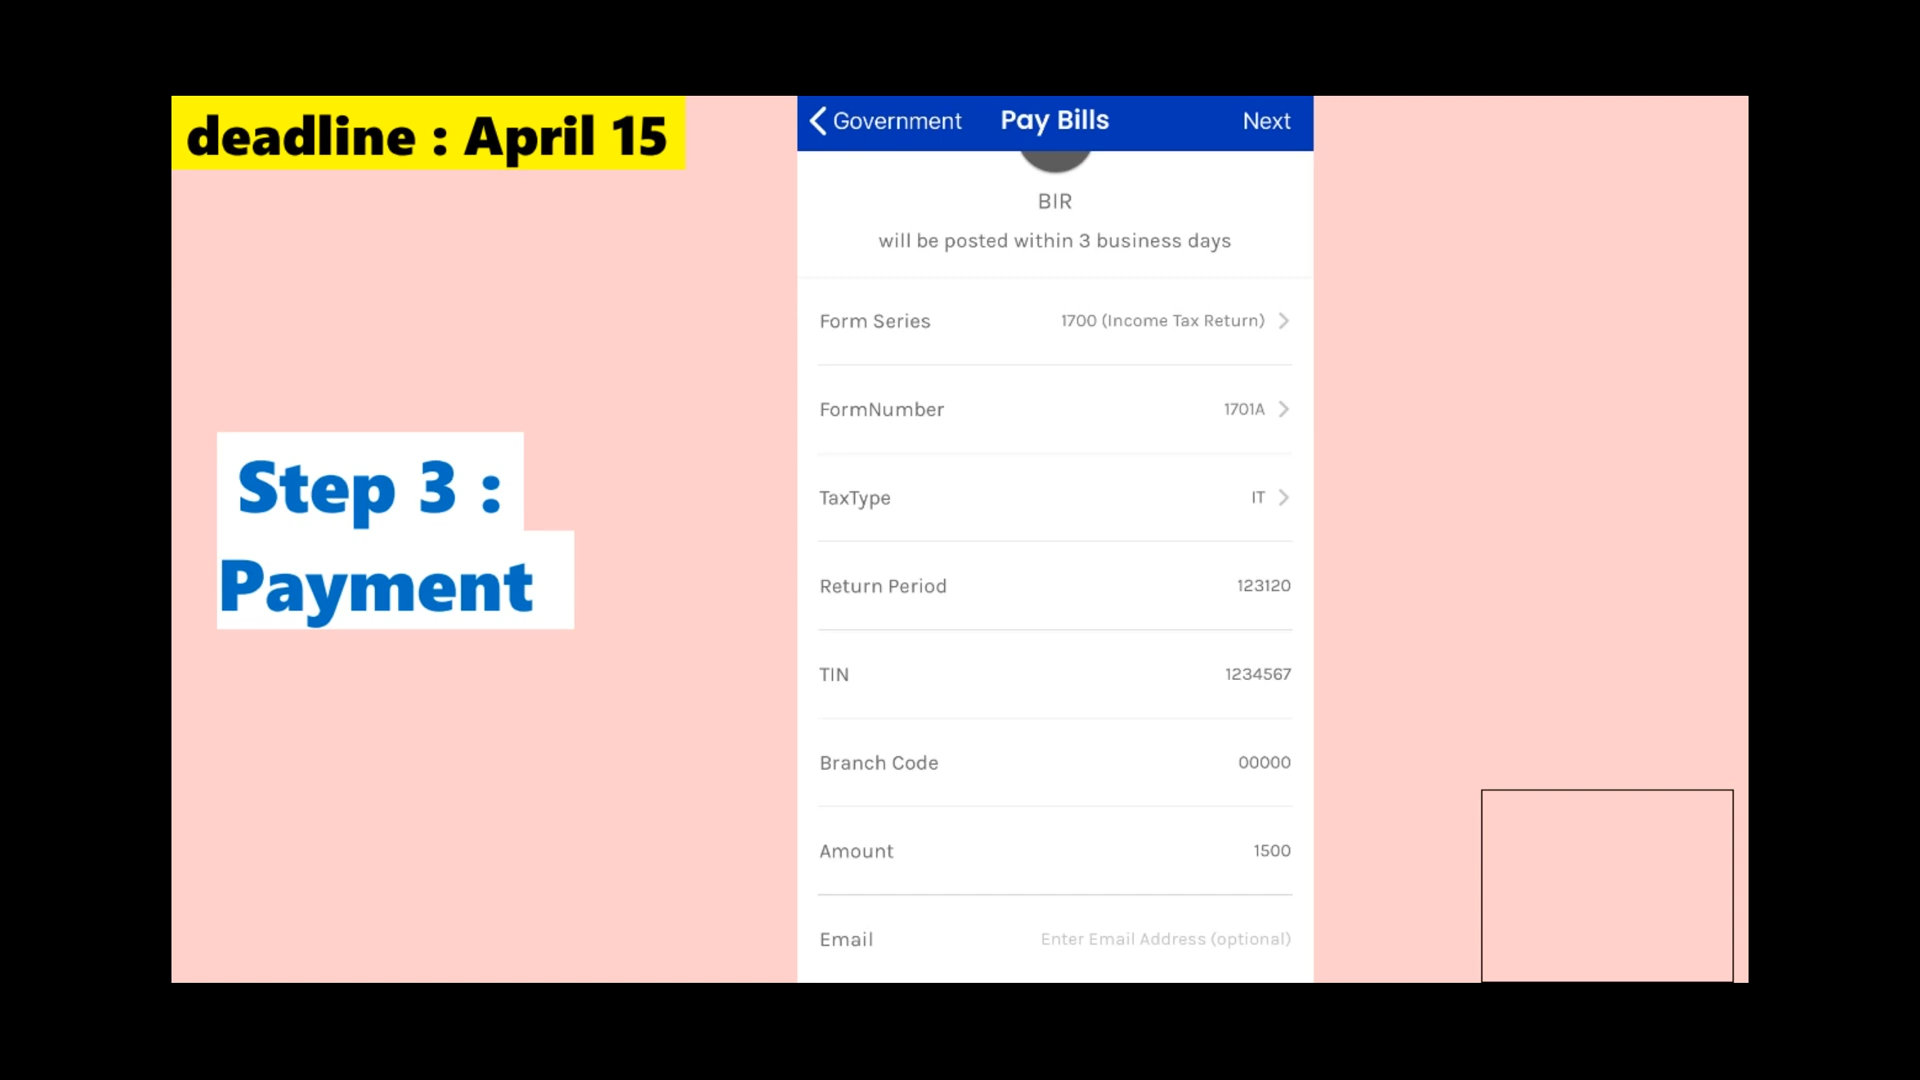 deadline : April 15
Step 3 :
Payment
Government Pay Bills Next
BIR
will be posted within 3 business days
Form Series 1700 (Income Tax Return)
FormNumber 1701A
TaxType IT
Return Period 123120
TIN 1234567
Branch Code 00000
Amount 1500
Email Enter Email Address (optional)